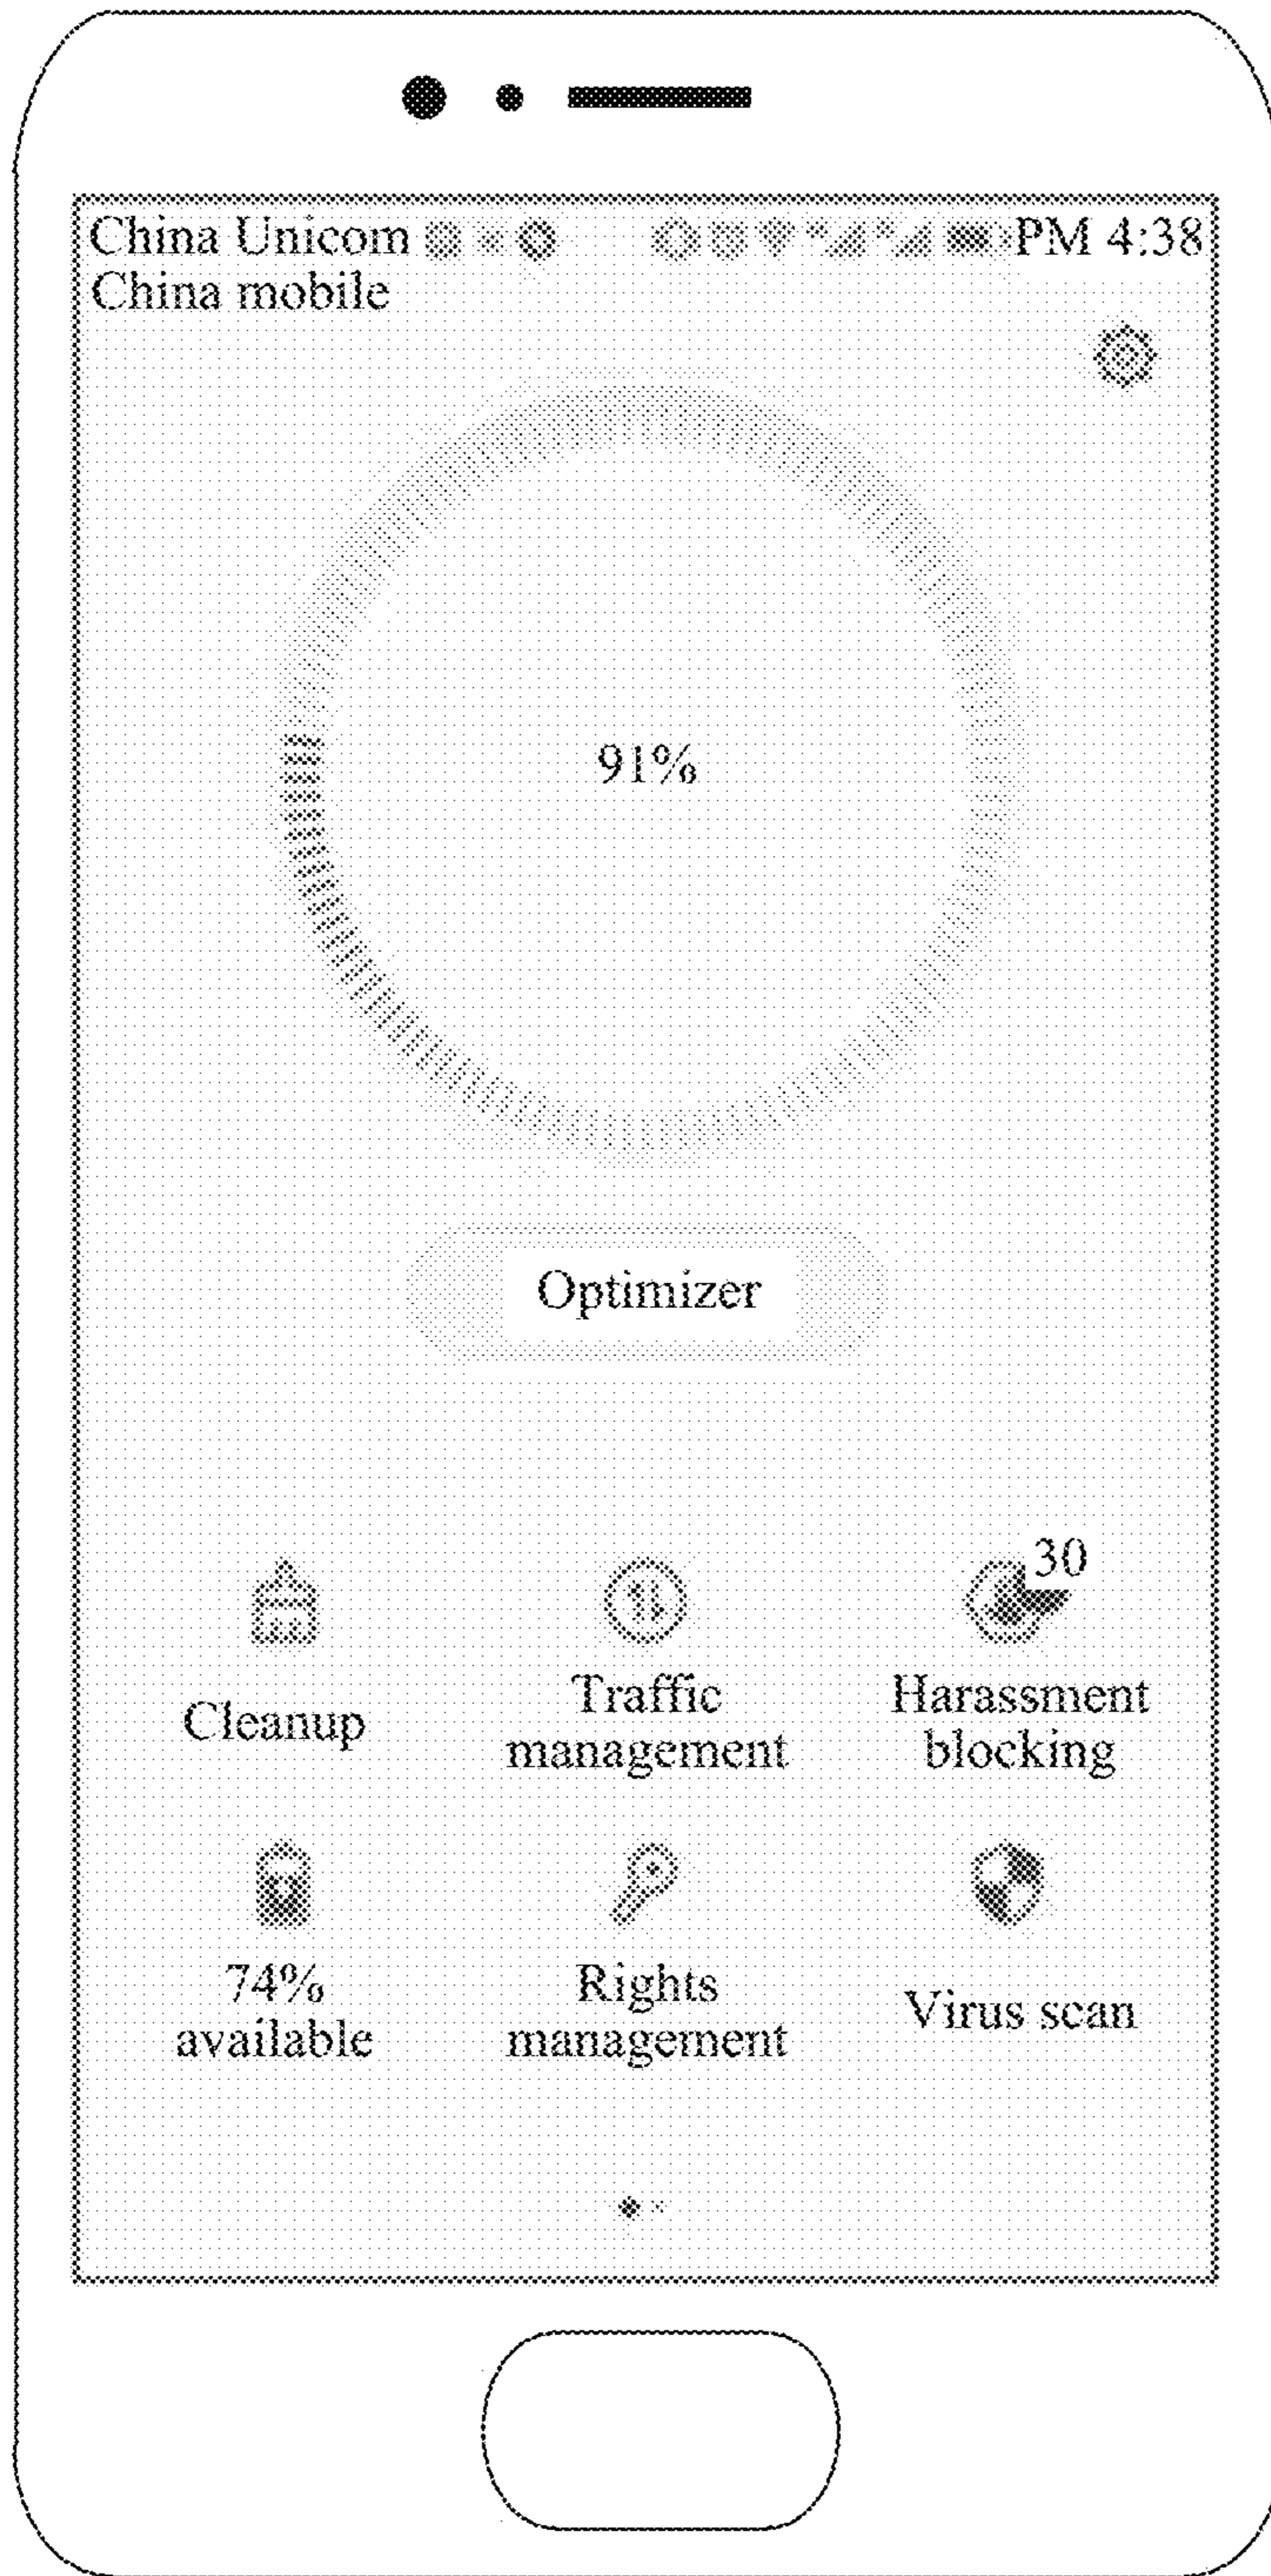 China Unicom PM 4:38
China mobile
91%
Optimizer
30
Cleanup
Traffic
management
Harassment
blocking
74%
available
Rights
management
Virus scan